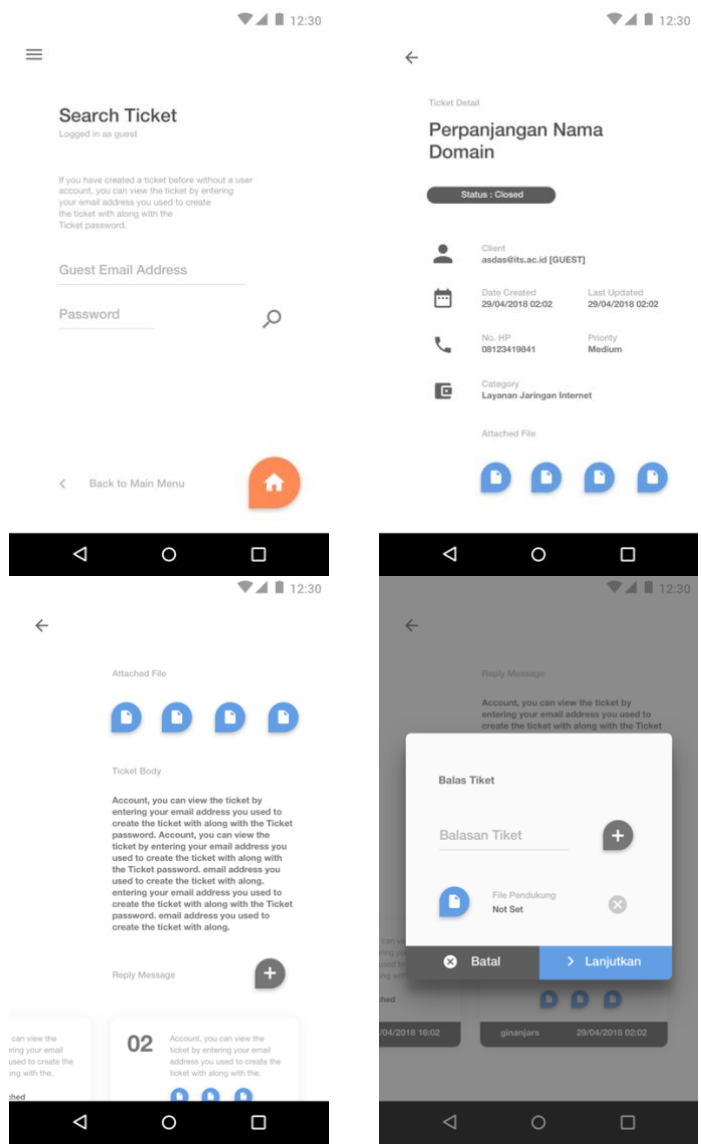 12:30
Search Ticket
Logged in as guest
If you have created a ticket before without a user
account, you can view the ticket by entering
your email address you used to create
the ticket with along with the
Ticket password.
Guest Email Address
Password
Back to Main Menu
12:30
Ticket Detail
Perpanjangan Nama
Domain
Status : Closed
Client
asdas@its.ac.id [GUEST]
Date Created
29/04/2018 02:02
Last Updated
29/04/2018 02:02
No. HP
08123419841
Priority
Medium
Category
Layanan Jaringan Internet
Attached File
12:30
Attached File
Ticket Body
Account, you can view the ticket by
entering your email address you used to
create the ticket with along with the Ticket
password. Account, you can view the
ticket by entering your email address you
used to create the ticket with along with
the Ticket password. email address you
used to create the ticket with along.
entering your email address you used to
create the ticket with along with the Ticket
password. email address you used to
create the ticket with along.
Reply Message
can view the
ering your email
used to create the
ong with the.
ched
02
Account, you can view the
ticket by entering your email
address you used to create the
ticket with along with the.
12:30
Reply Message
Account, you can view the ticket by
entering your email address you used to
create the ticket with along with the Ticket
Balas Tiket
Balasan Tiket
File Pendukung
Not Set
Batal
Lanjutkan
ched
/04/2018 16:02
ginanjars
29/04/2018 02:02